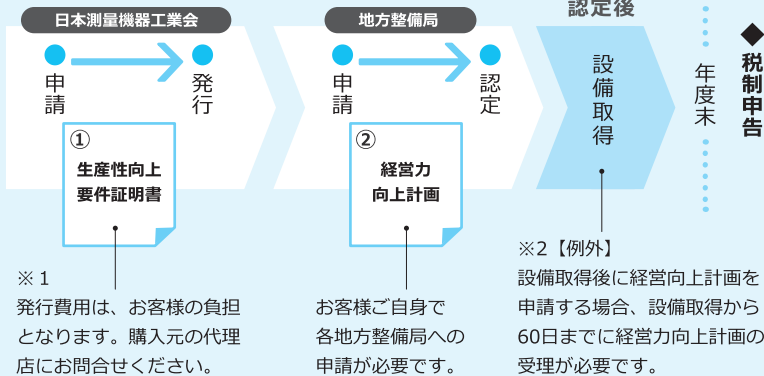 日本測量機器工業会
申請
発行
①
生産性向上
要件証明書
※1
発行費用は、お客様の負担
となります。購入元の代理
店にお問合せください。
地方整備局
申請
認定
②
経営力
向上計画
お客様ご自身で
各地方整備局への
申請が必要です。
認定後
設備取得
※2【例外】
設備取得後に経営向上計画を
申請する場合、設備取得から
60日までに経営力向上計画の
受理が必要です。
年度末
◆税制申告